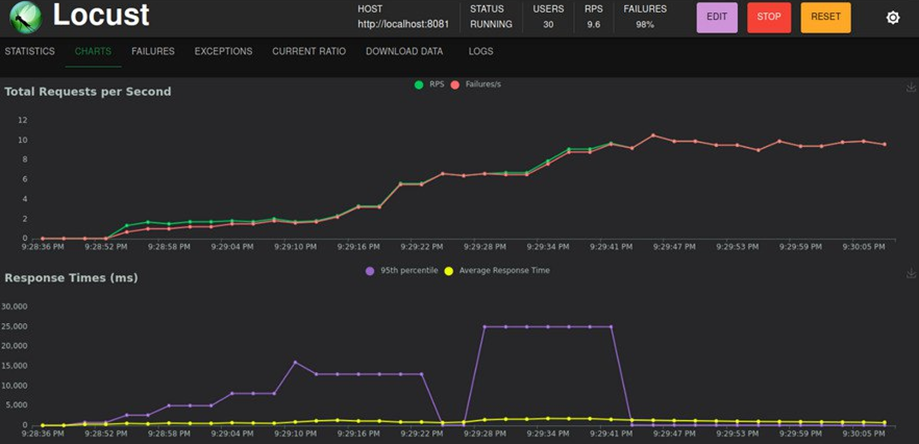 Locust
HOST
http://localhost:8081
STATUS
RUNNING
USERS
30
RPS
9.6
FAILURES
98%
EDIT
STOP
RESET
STATISTICS
CHARTS
FAILURES
EXCEPTIONS
CURRENT RATIO
DOWNLOAD DATA
LOGS
Total Requests per Second
RPS
Failures/s
12
10
8
6
4
2
0
9:28:36 PM
9:28:52 PM
9:28:58 PM
9:29:04 PM
9:29:10 PM
9:29:16 PM
9:29:22 PM
9:29:28 PM
9:29:34 PM
9:29:41 PM
9:29:47 PM
9:29:53 PM
9:29:59 PM
9:30:05 PM
Response Times (ms)
95th percentile
Average Response Time
30,000
25,000
20,000
15,000
10,000
5,000
0
9:28:36 PM
9:28:52 PM
9:28:58 PM
9:29:04 PM
9:29:10 PM
9:29:16 PM
9:29:22 PM
9:29:28 PM
9:29:34 PM
9:29:41 PM
9:29:47 PM
9:29:53 PM
9:29:59 PM
9:30:05 PM